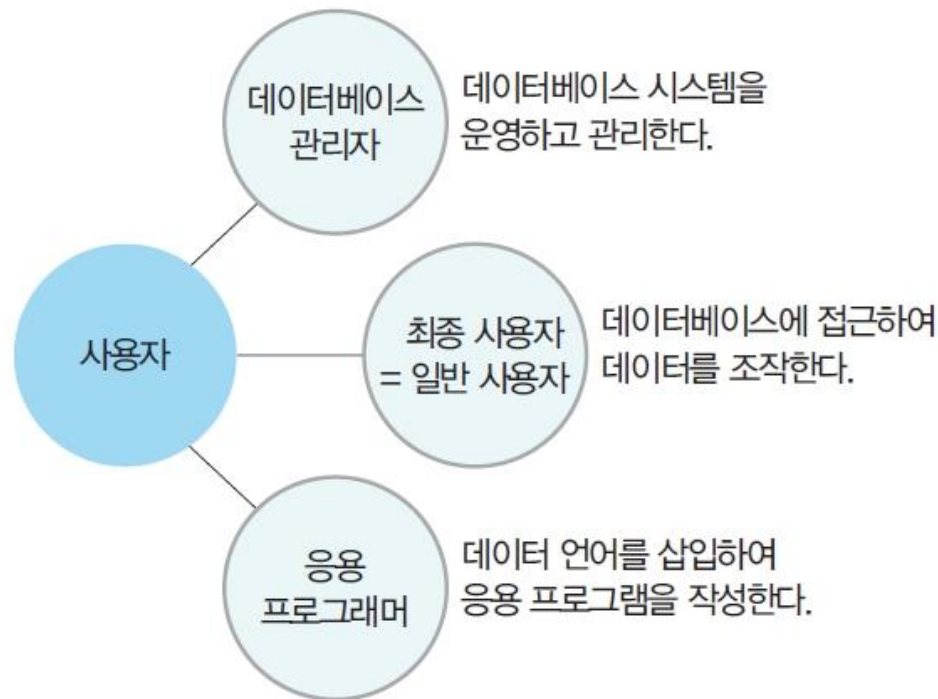 데이터베이스
관리자
데이터베이스 시스템을
운영하고 관리한다.
사용자
최종 사용자
= 일반 사용자
데이터베이스에 접근하여
데이터를 조작한다.
응용
프로그래머
데이터 언어를 삽입하여
응용 프로그램을 작성한다.